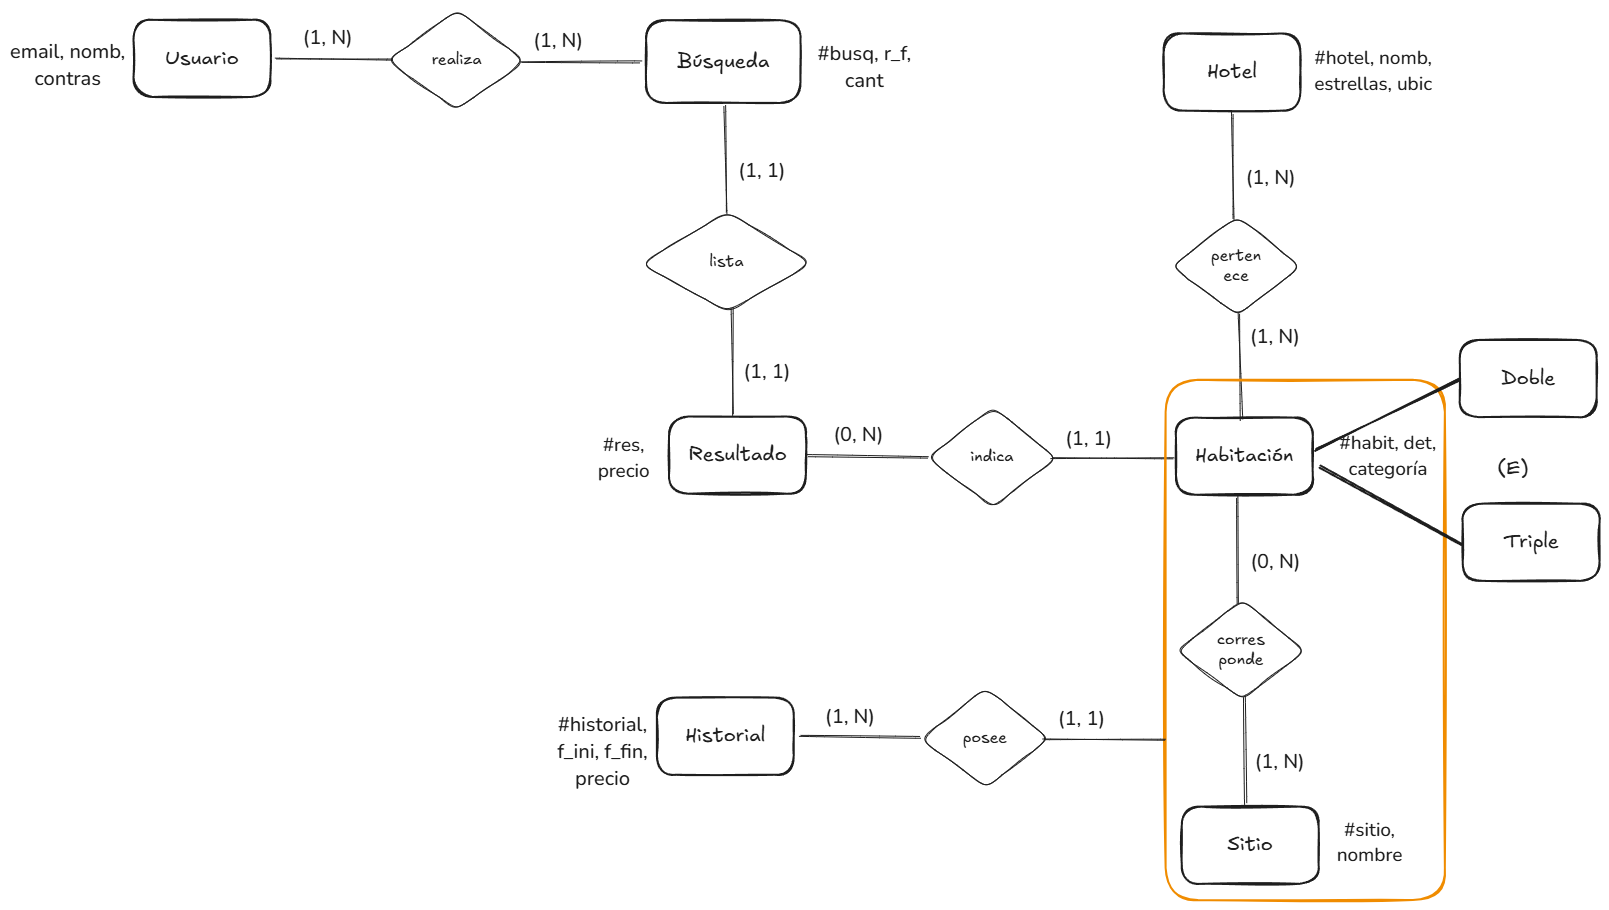 email, nomb,
contras
Usuario
(1, N)
realiza
(1, N)
Búsqueda
#busq, r_f,
cant
Hotel
#hotel, nomb,
estrellas, ubic
(1, 1)
(1, N)
lista
perten
ece
(1, 1)
(1, N)
Doble
#res,
precio
Resultado
(0, N)
indica
(1, 1)
Habitación
#habit, det,
categoría
(E)
Triple
(0, N)
corres
ponde
#historial,
f_ini, f_fin,
precio
Historial
(1, N)
posee
(1, 1)
(1, N)
Sitio
#sitio,
nombre